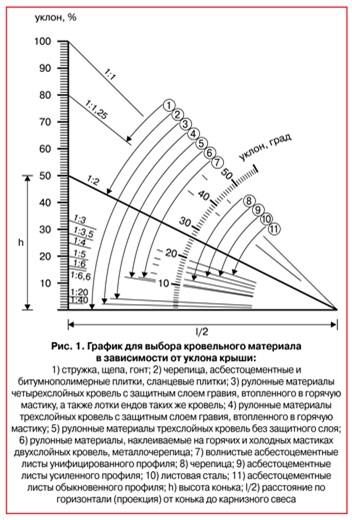 уклон, %
100
90
80
70
60
50
40
30
20
10
1:1
1:1,25
1:2
1:3
1:3,5
1:4
1:5
1:6
1:6,6
1:20
1:40
h
1
2
3
4
5
6
7
уклон, град
50
40
30
20
10
8
9
10
11
l/2
Рис. 1. График для выбора кровельного материала
в зависимости от уклона крыши:
1) стружка, щепа, гонт; 2) черепица, асбестоцементные и
битумнополимерные плитки, сланцевые плитки; 3) рулонные материалы
четырехслойных кровель с защитным слоем гравия, втопленного в горячую
мастику, а также лотки ендов таких же кровель; 4) рулонные материалы
трехслойных кровель с защитным слоем гравия, втопленного в горячую
мастику; 5) рулонные материалы трехслойных кровель без защитного слоя;
6) рулонные материалы, наклеиваемые на горячих и холодных мастиках
двухслойных кровель, металлочерепица; 7) волнистые асбестоцементные
листы унифицированного профиля; 8) черепица; 9) асбестоцементные
листы усиленного профиля; 10) листовая сталь; 11) асбестоцементные
листы обыкновенного профиля; h) высота конька; l/2) расстояние по
горизонтали (проекция) от конька до карнизного свеса